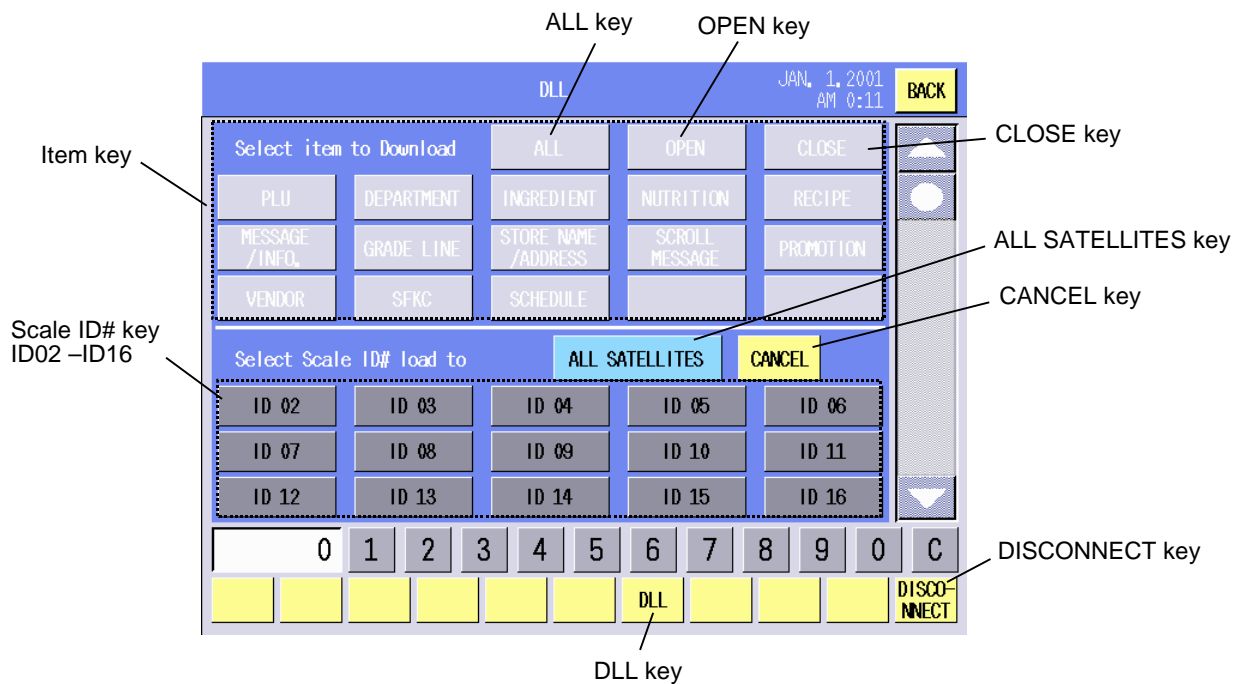 ALL key
OPEN key
DLL
JAN. 1.2001
AM 0:11
BACK
CLOSE key
Item key
Select item to Download
ALL
OPEN
CLOSE
PLU
DEPARTMENT
INGREDIENT
NUTRITION
RECIPE
MESSAGE
/INFO.
GRADE LINE
STORE NAME
/ADDRESS
SCROLL
MESSAGE
PROMOTION
ALL SATELLITES key
VENDOR
SFKC
SCHEDULE
CANCEL key
Scale ID# key
ID02 –ID16
Select Scale ID# load to
ALL SATELLITES
CANCEL
ID 02
ID 03
ID 04
ID 05
ID 06
ID 07
ID 08
ID 09
ID 10
ID 11
ID 12
ID 13
ID 14
ID 15
ID 16
0
1
2
3
4
5
6
7
8
9
0
C
DISCONNECT key
DLL
DISCO-
NNECT
DLL key